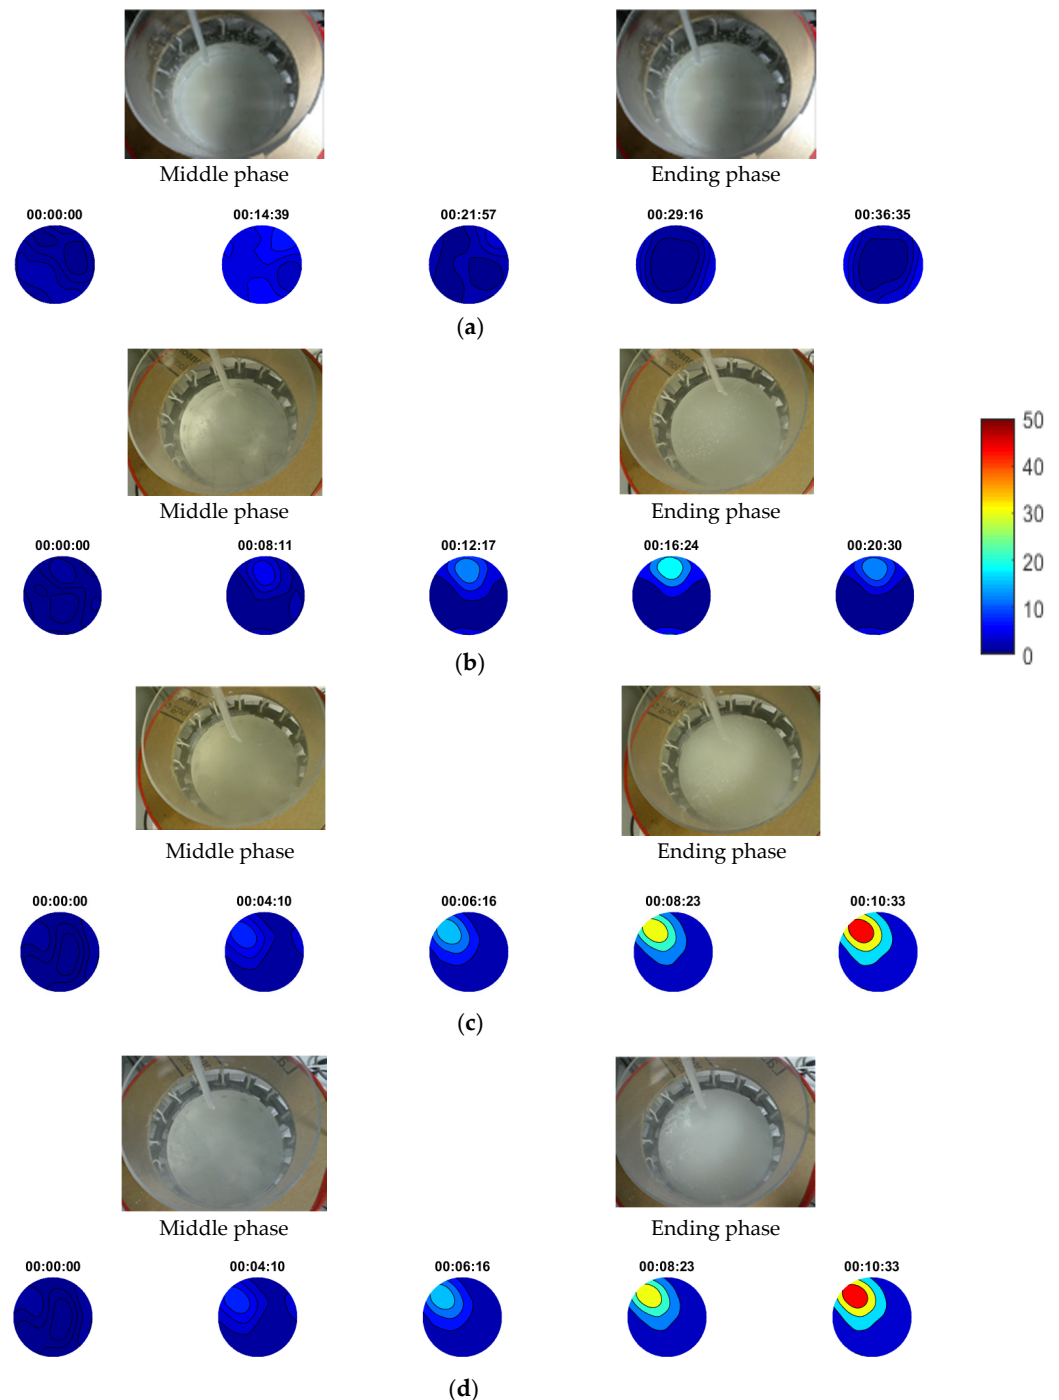 Middle phase
Ending phase
00:00:00
00:14:39
00:21:57
00:29:16
00:36:35
(a)
Middle phase
Ending phase
00:00:00
00:08:11
00:12:17
00:16:24
00:20:30
(b)
50
40
30
20
10
0
Middle phase
Ending phase
00:00:00
00:04:10
00:06:16
00:08:23
00:10:33
(c)
Middle phase
Ending phase
00:00:00
00:04:10
00:06:16
00:08:23
00:10:33
(d)